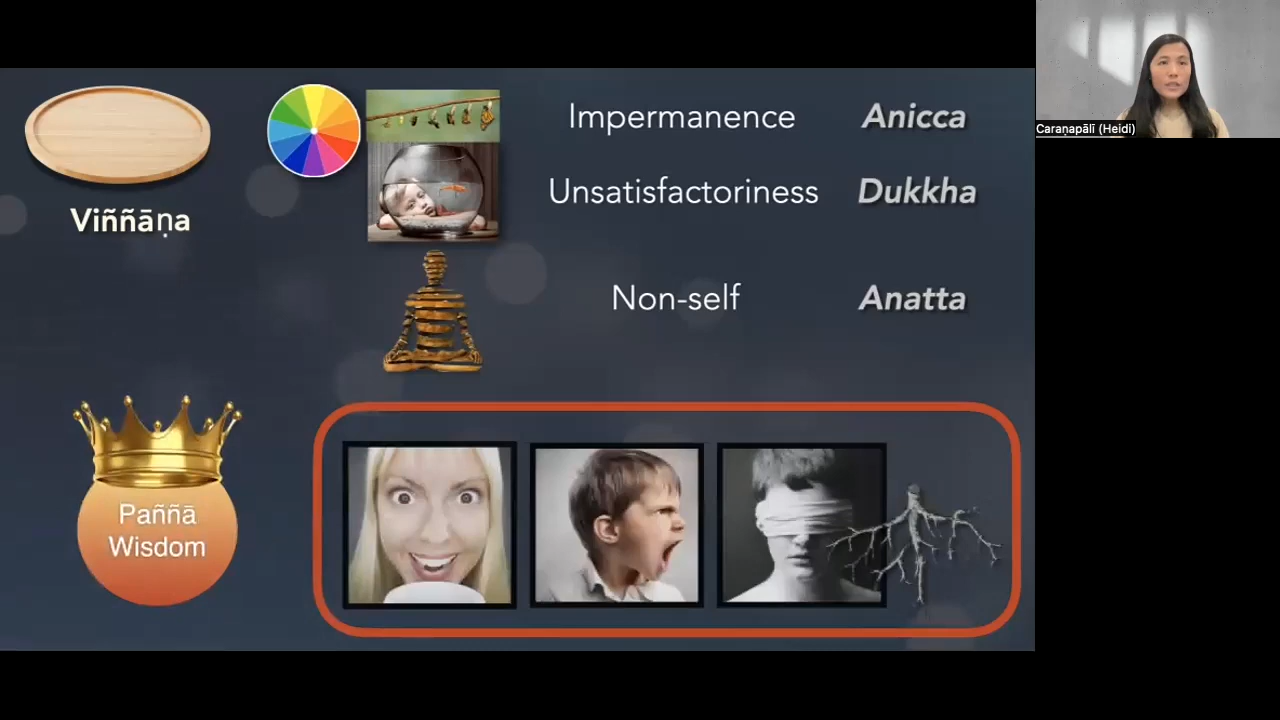 Impermanence Anicca
Unsatisfactoriness Dukkha
Viññāṇa
Non-self Anatta
Paññā
Wisdom
Caraṇapālī (Heidi)